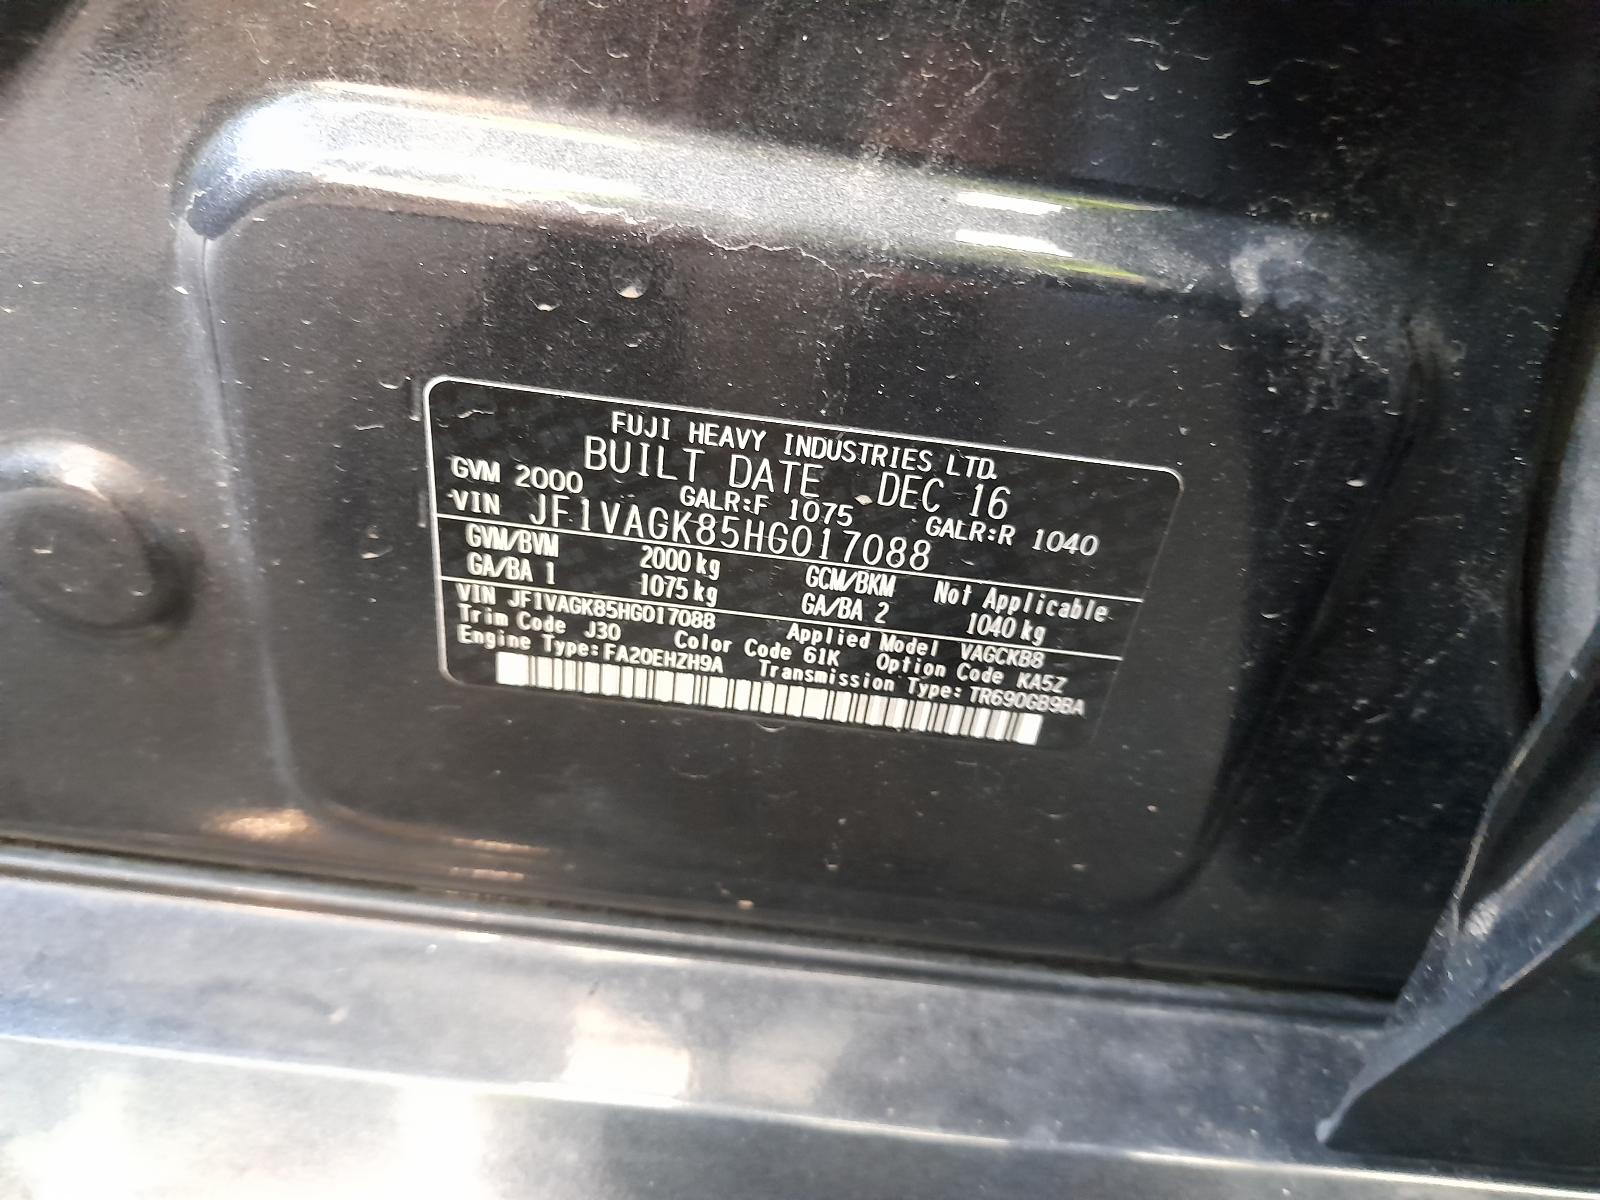 FUJI HEAVY INDUSTRIES LTD.
BUILT DATE DEC 16
GVM 2000 GALR:F 1075 GALR:R 1040
VIN JF1VAGK85HG017088
GVM/BVM 2000 kg GCM/BKM Not Applicable
GA/BA 1 1075 kg GA/BA 2 1040 kg
VIN JF1VAGK85HG017088 Applied Model VAGCKB8
Trim Code J30 Color Code 61K Option Code KA5Z
Engine Type:FA20EHZH9A Transmission Type:TR690GB9BA